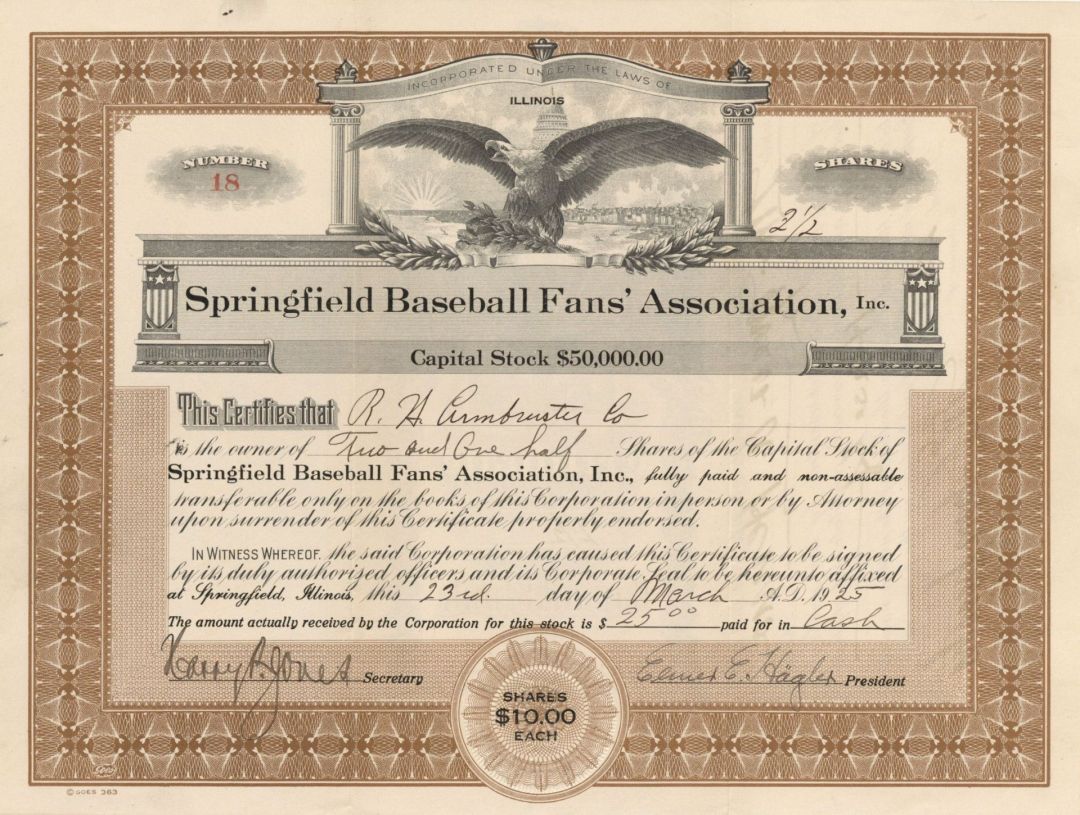 INCORPORATED UNDER THE LAWS OF
ILLINOIS
NUMBER
18
SHARES
2 1/2
Springfield Baseball Fans' Association, Inc.
Capital Stock $50,000.00
This Certifies that R. H. Armbruster Co
is the owner of Two and One half Shares of the Capital Stock of
Springfield Baseball Fans' Association, Inc., fully paid and non-assessable
transferable only on the books of this Corporation in person or by Attorney
upon surrender of this Certificate properly endorsed.
IN WITNESS WHEREOF, the said Corporation has caused this Certificate to be signed
by its duly authorized officers and its Corporate Seal to be hereunto affixed
at Springfield, Illinois, this 23rd. day of March A.D. 1925
The amount actually received by the Corporation for this stock is $ 25 00 paid for in Cash
Harry B. Jones Secretary
Elmer E. Hägler President
SHARES
$10.00
EACH
GOES
© GOES 363